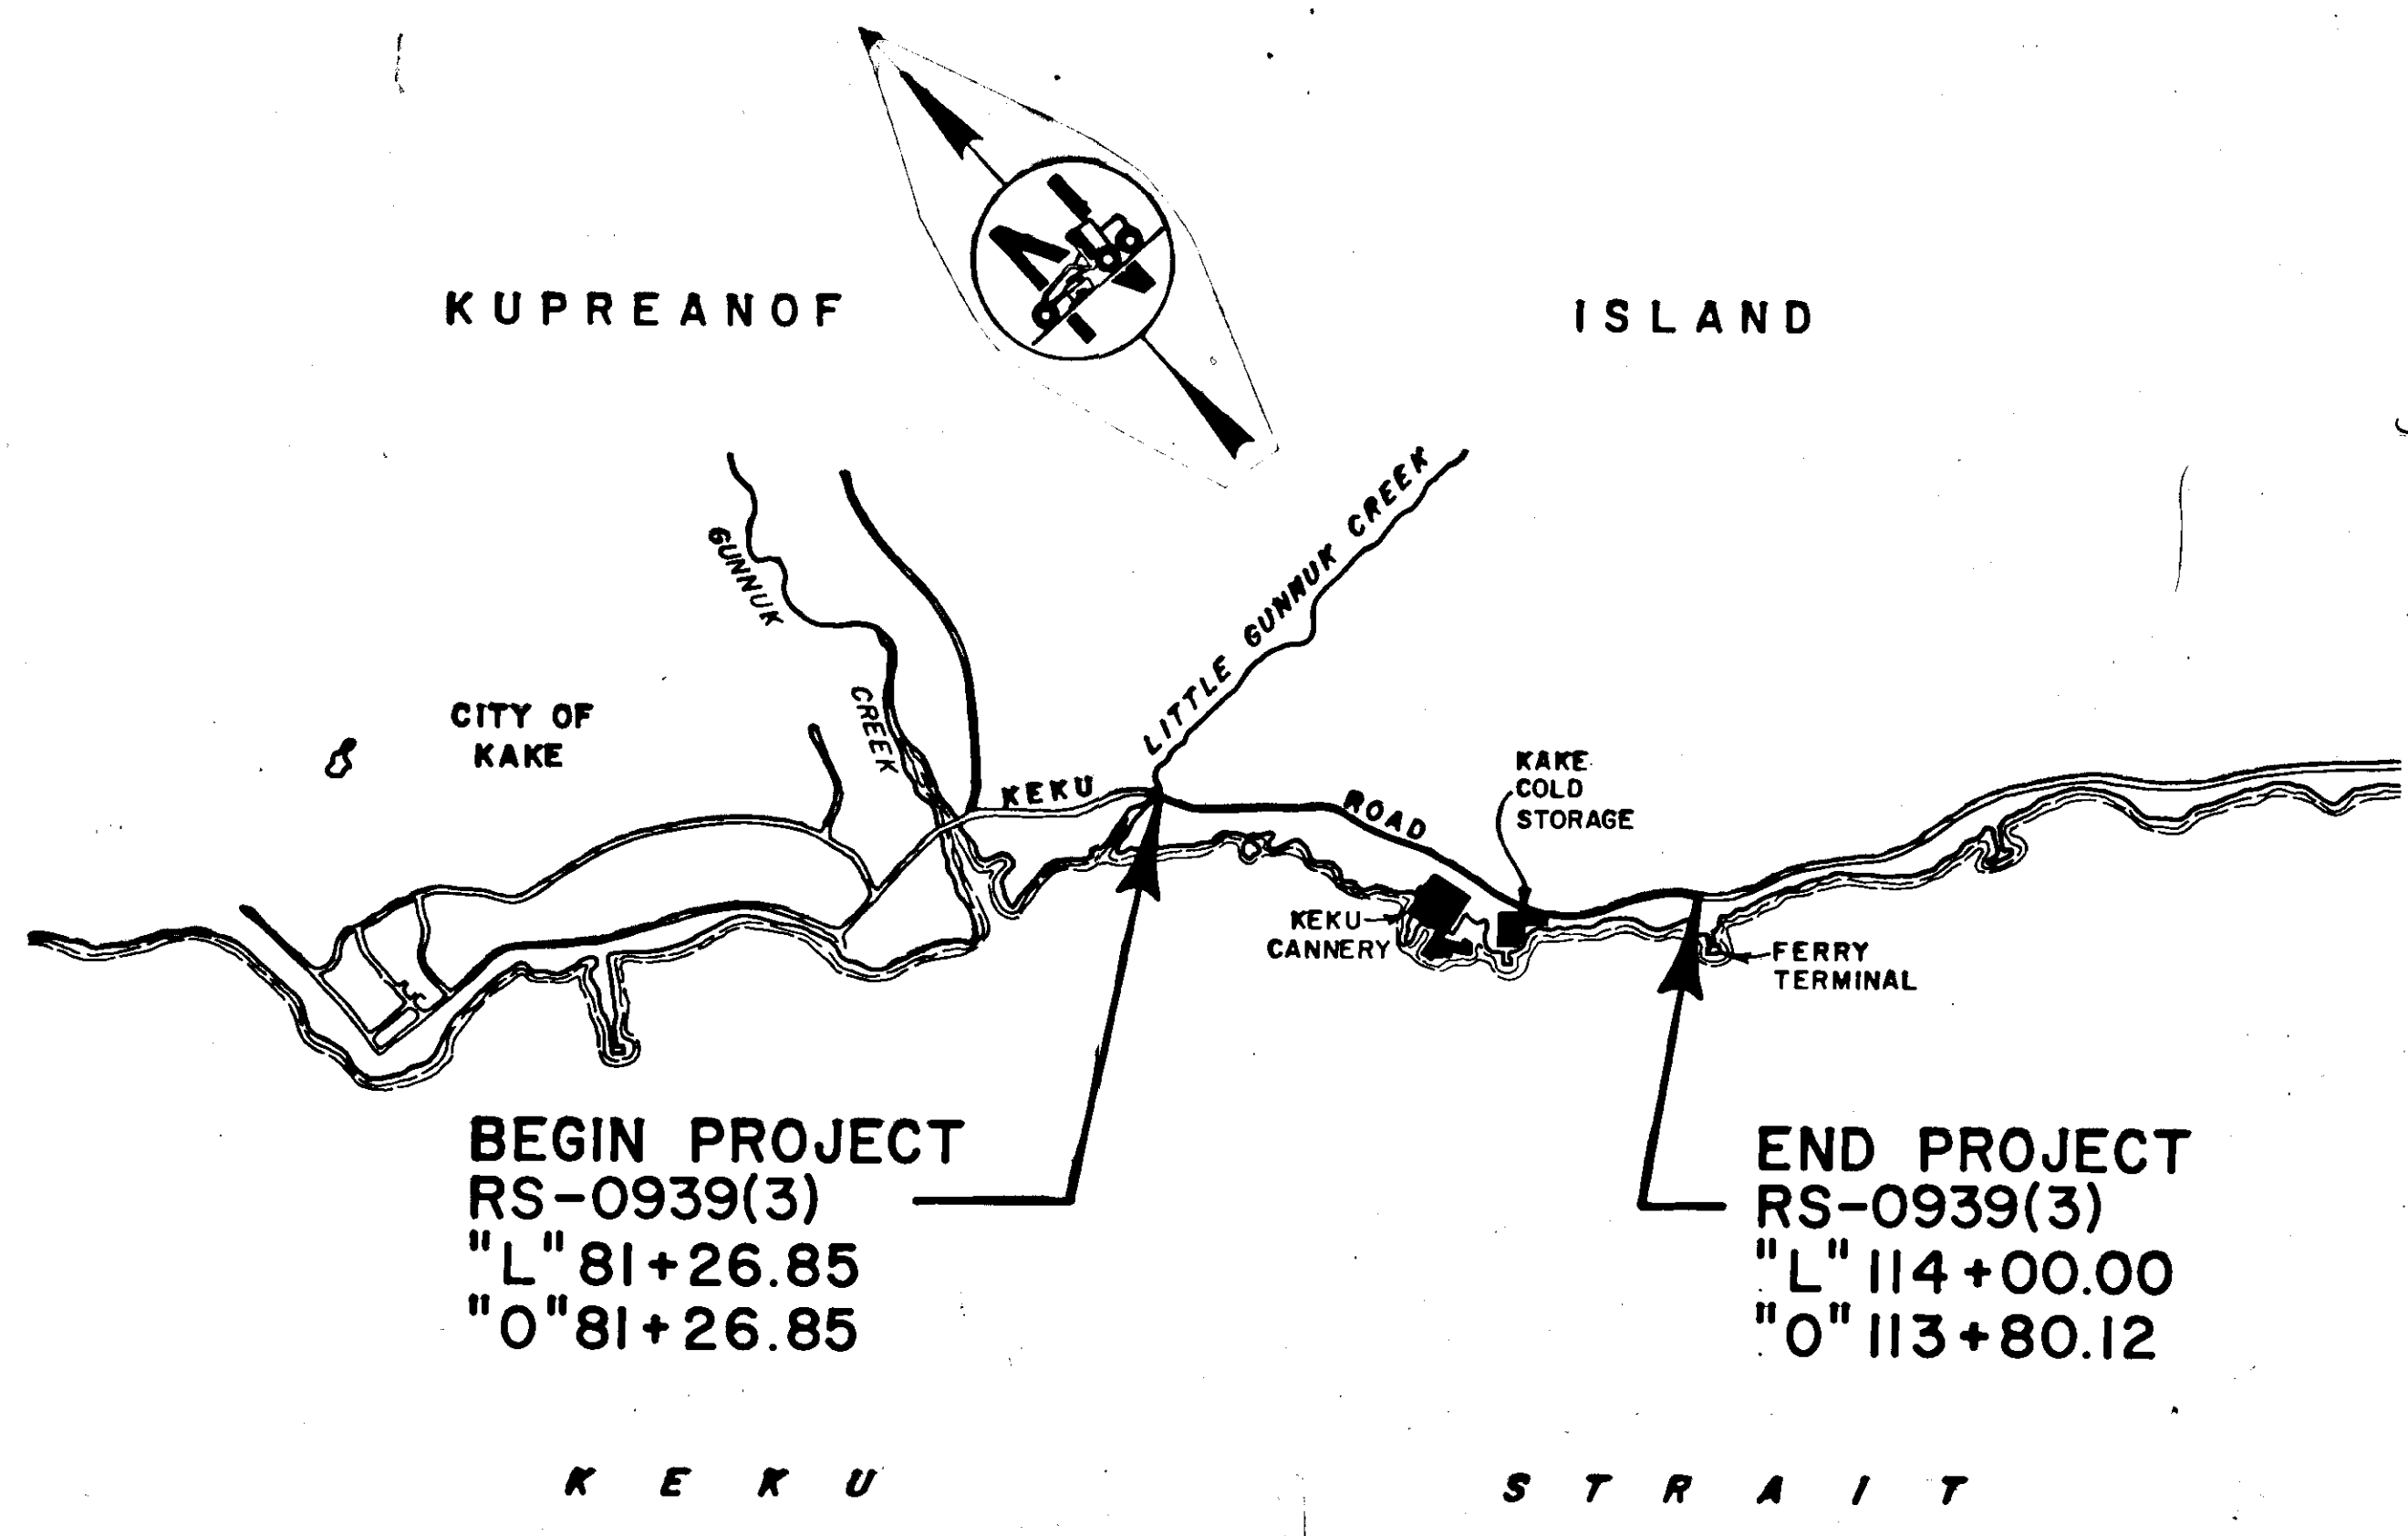 KUPREANOF ISLAND
GUNNUK CREEK
LITTLE GUNNUK CREEK
CITY OF
KAKE
KEKU ROAD
KAKE
COLD
STORAGE
KEKU
CANNERY
FERRY
TERMINAL
BEGIN PROJECT
RS-0939(3)
"L" 81+26.85
"O" 81+26.85
END PROJECT
RS-0939(3)
"L" 114+00.00
"O" 113+80.12
KEKU STRAIT